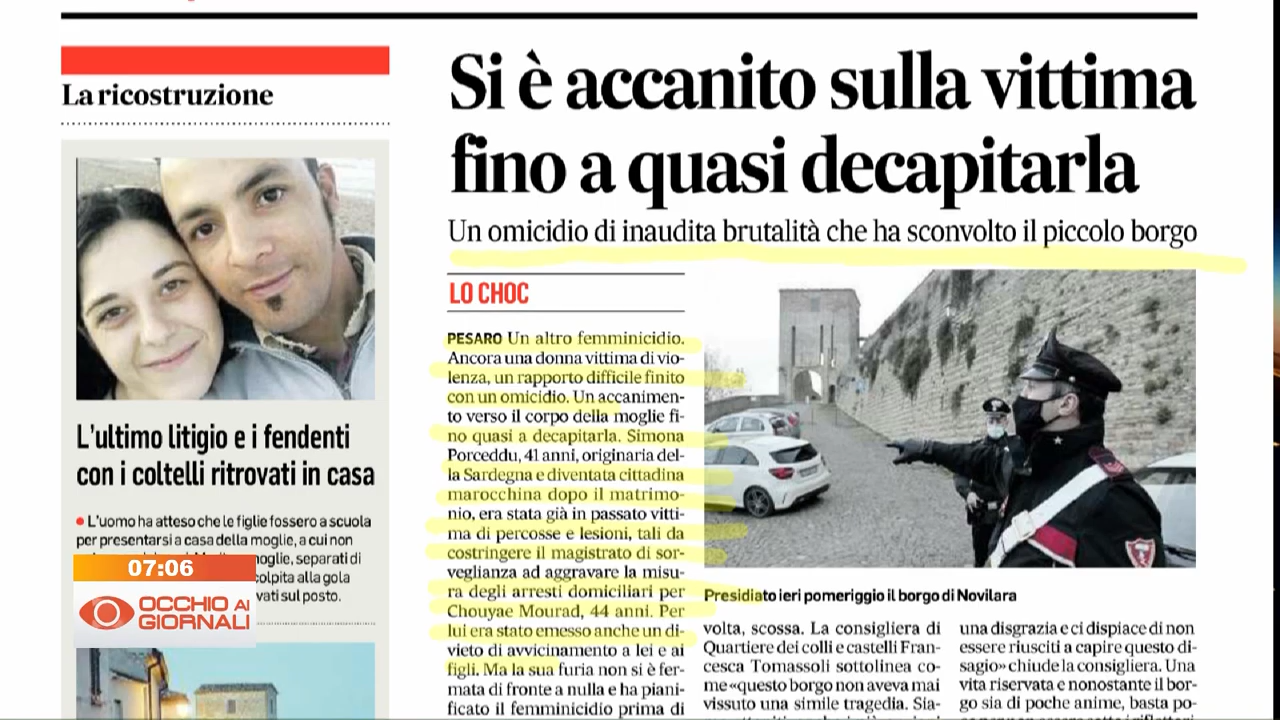 La ricostruzione
L'ultimo litigio e i fendenti
con i coltelli ritrovati in casa
L'uomo ha atteso che le figlie fossero a scuola
per presentarsi a casa della moglie, a cui non
moglie, separati di
colpita alla gola
vati sul posto.
07:06
OCCHIO AI
GIORNALI
Si è accanito sulla vittima
fino a quasi decapitarla
Un omicidio di inaudita brutalità che ha sconvolto il piccolo borgo
LO CHOC
PESARO Un altro femminicidio.
Ancora una donna vittima di vio-
lenza, un rapporto difficile finito
con un omicidio. Un accanimen-
to verso il corpo della moglie fi-
no quasi a decapitarla. Simona
Porceddu, 41 anni, originaria del-
la Sardegna e diventata cittadina
marocchina dopo il matrimo-
nio, era stata già in passato vitti-
ma di percosse e lesioni, tali da
costringere il magistrato di sor-
veglianza ad aggravare la misu-
ra degli arresti domiciliari per
Chouyae Mourad, 44 anni. Per
lui era stato emesso anche un di-
vieto di avvicinamento a lei e ai
figli. Ma la sua furia non si è fer-
mata di fronte a nulla e ha piani-
ficato il femminicidio prima di
Presidiato ieri pomeriggio il borgo di Novilara
volta, scossa. La consigliera di
Quartiere dei colli e castelli Fran-
cesca Tomassoli sottolinea co-
me «questo borgo non aveva mai
vissuto una simile tragedia. Sia-
una disgrazia e ci dispiace di non
essere riusciti a capire questo di-
sagio» chiude la consigliera. Una
vita riservata e nonostante il bor-
go sia di poche anime, basta po-